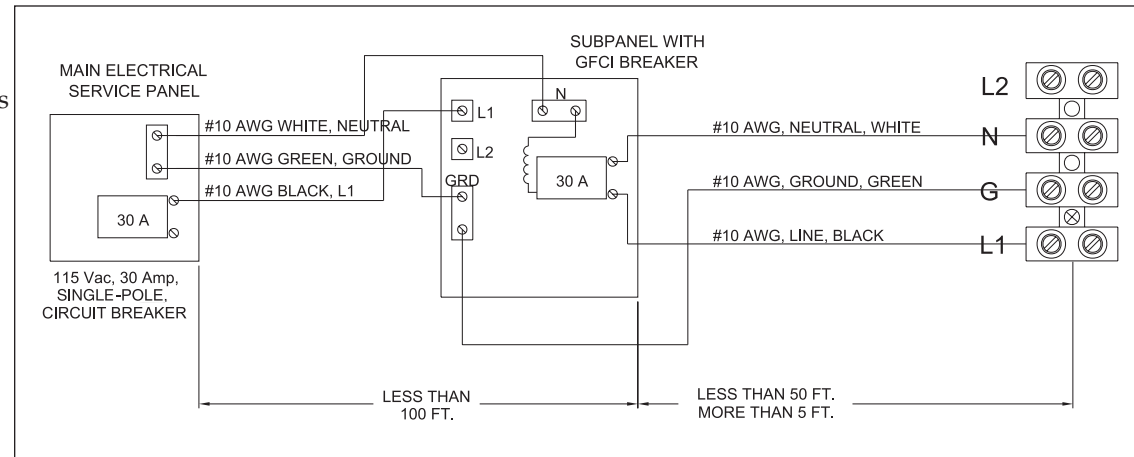 s
MAIN ELECTRICAL
SERVICE PANEL
#10 AWG WHITE, NEUTRAL
#10 AWG GREEN, GROUND
#10 AWG BLACK, L1
30 A
115 Vac, 30 Amp,
SINGLE-POLE,
CIRCUIT BREAKER
SUBPANEL WITH
GFCI BREAKER
L1
N
L2
GRD
30 A
#10 AWG, NEUTRAL, WHITE
#10 AWG, GROUND, GREEN
#10 AWG, LINE, BLACK
L2
N
G
L1
LESS THAN
100 FT.
LESS THAN 50 FT.
MORE THAN 5 FT.